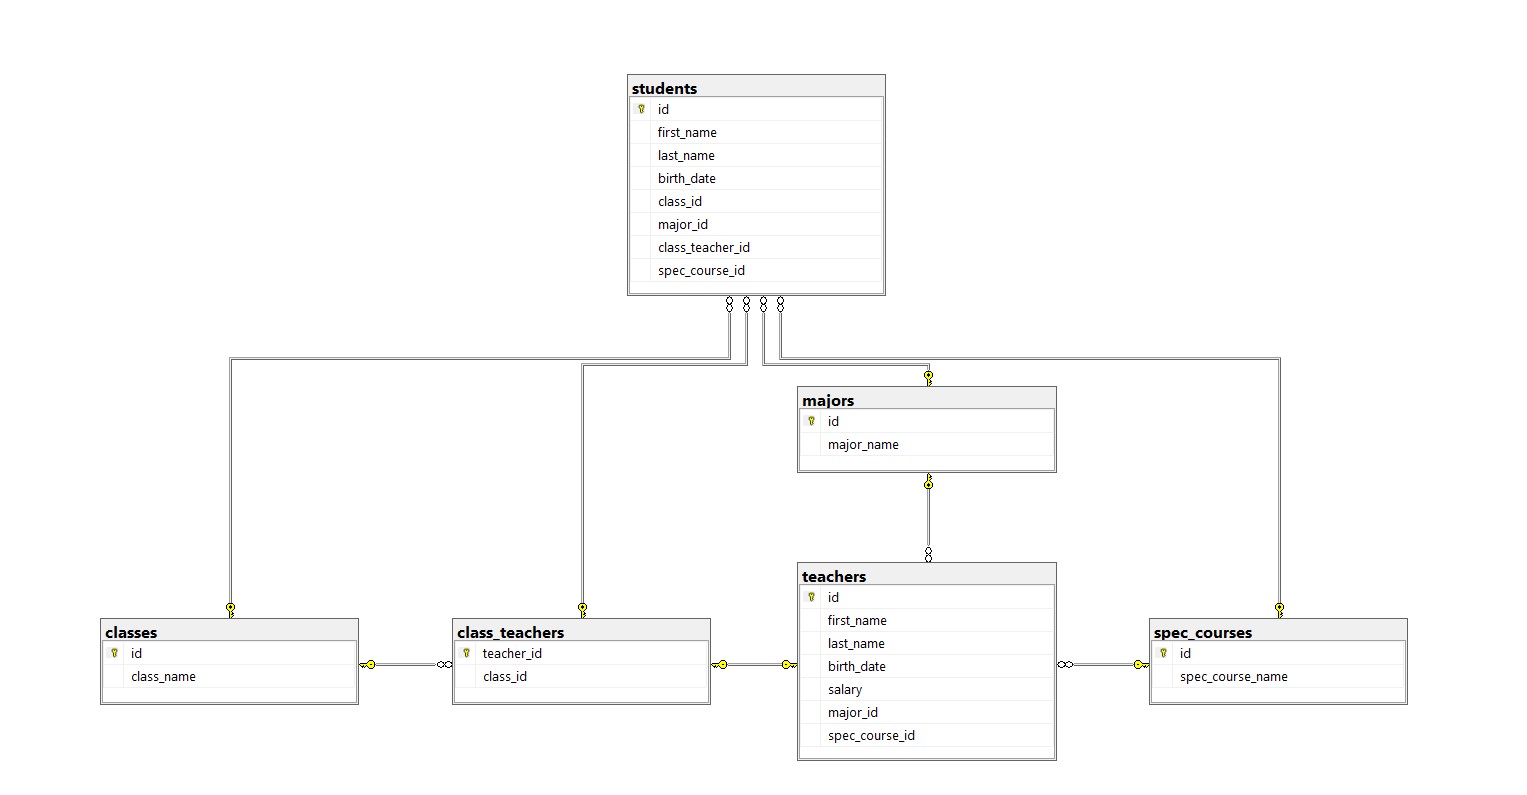 students
id
first_name
last_name
birth_date
class_id
major_id
class_teacher_id
spec_course_id
majors
id
major_name
classes
id
class_name
class_teachers
teacher_id
class_id
teachers
id
first_name
last_name
birth_date
salary
major_id
spec_course_id
spec_courses
id
spec_course_name